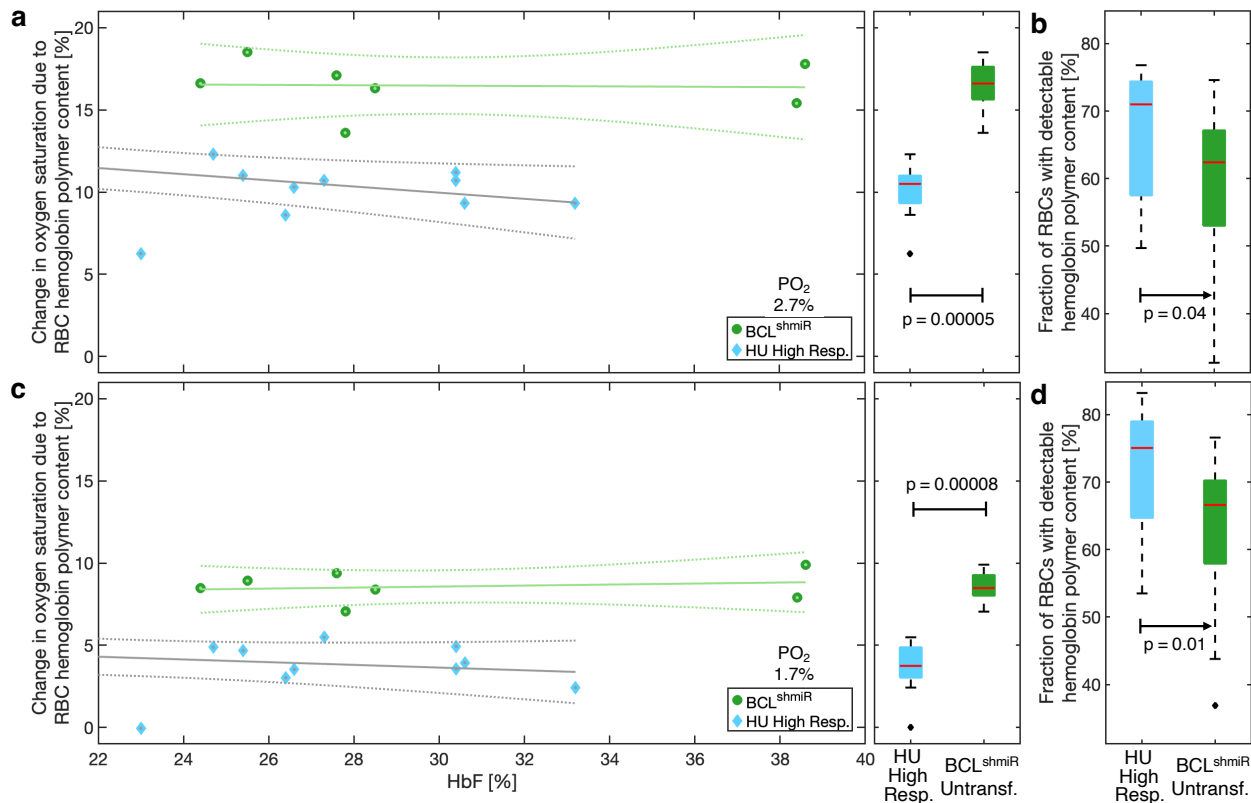 a
Change in oxygen saturation due to
RBC hemoglobin polymer content [%]
20
15
10
5
0
PO2
2.7%
BCLshmiR
HU High Resp.
p = 0.00005
b
Fraction of RBCs with detectable
hemoglobin polymer content [%]
80
70
60
50
40
p = 0.04
c
Change in oxygen saturation due to
RBC hemoglobin polymer content [%]
20
15
10
5
0
22 24 26 28 30 32 34 36 38 40
HbF [%]
PO2
1.7%
BCLshmiR
HU High Resp.
p = 0.00008
HU
High
Resp.
BCLshmiR
Untransf.
d
Fraction of RBCs with detectable
hemoglobin polymer content [%]
80
70
60
50
40
p = 0.01
HU
High
Resp.
BCLshmiR
Untransf.